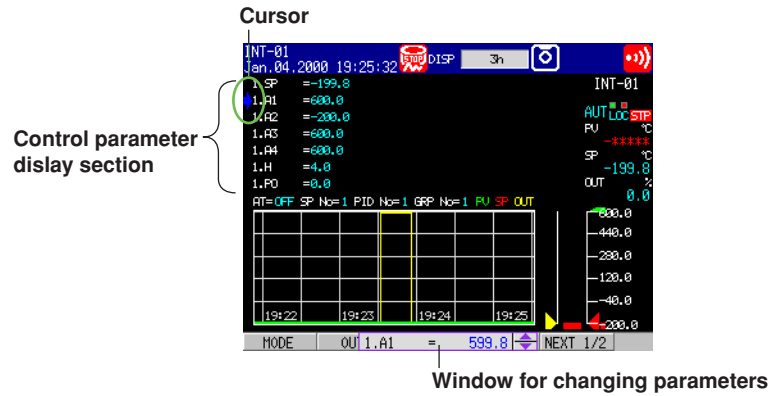 Cursor
INT-01
Jan.04.2000 19:25:32 STOP DISP 3h
1.SP =-199.8
1.A1 =600.0
1.A2 =-200.0
1.A3 =600.0
1.A4 =600.0
1.H =4.0
1.PO =0.0
Control parameter
dislay section
INT-01
AUT LOC STP
PV °C
-*****
SP °C
-199.8
OUT %
0.0
AT=OFF SP No=1 PID No=1 GRP No=1 PV SP OUT
600.0
440.0
280.0
120.0
-40.0
-200.0
19:22 19:23 19:24 19:25
MODE OU 1.A1 = 599.8 NEXT 1/2
Window for changing parameters